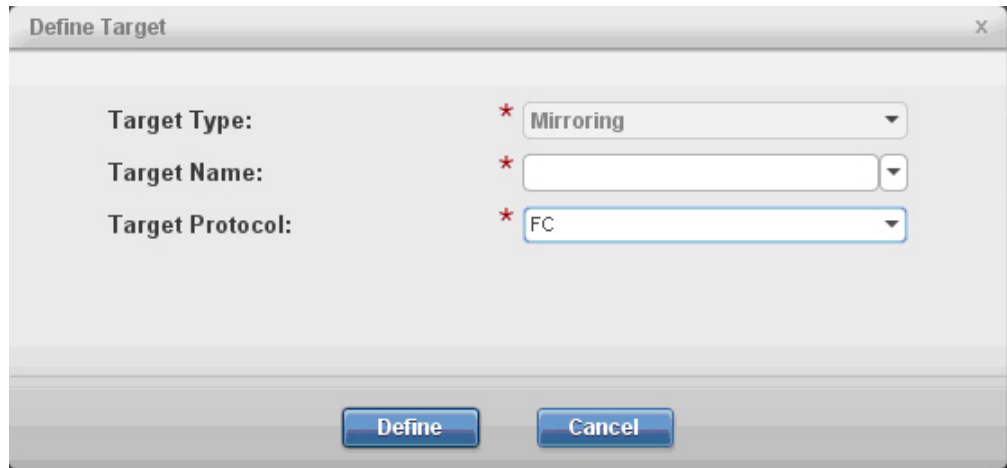 Define Target x
Target Type: * Mirroring
Target Name: *
Target Protocol: * FC
Define Cancel